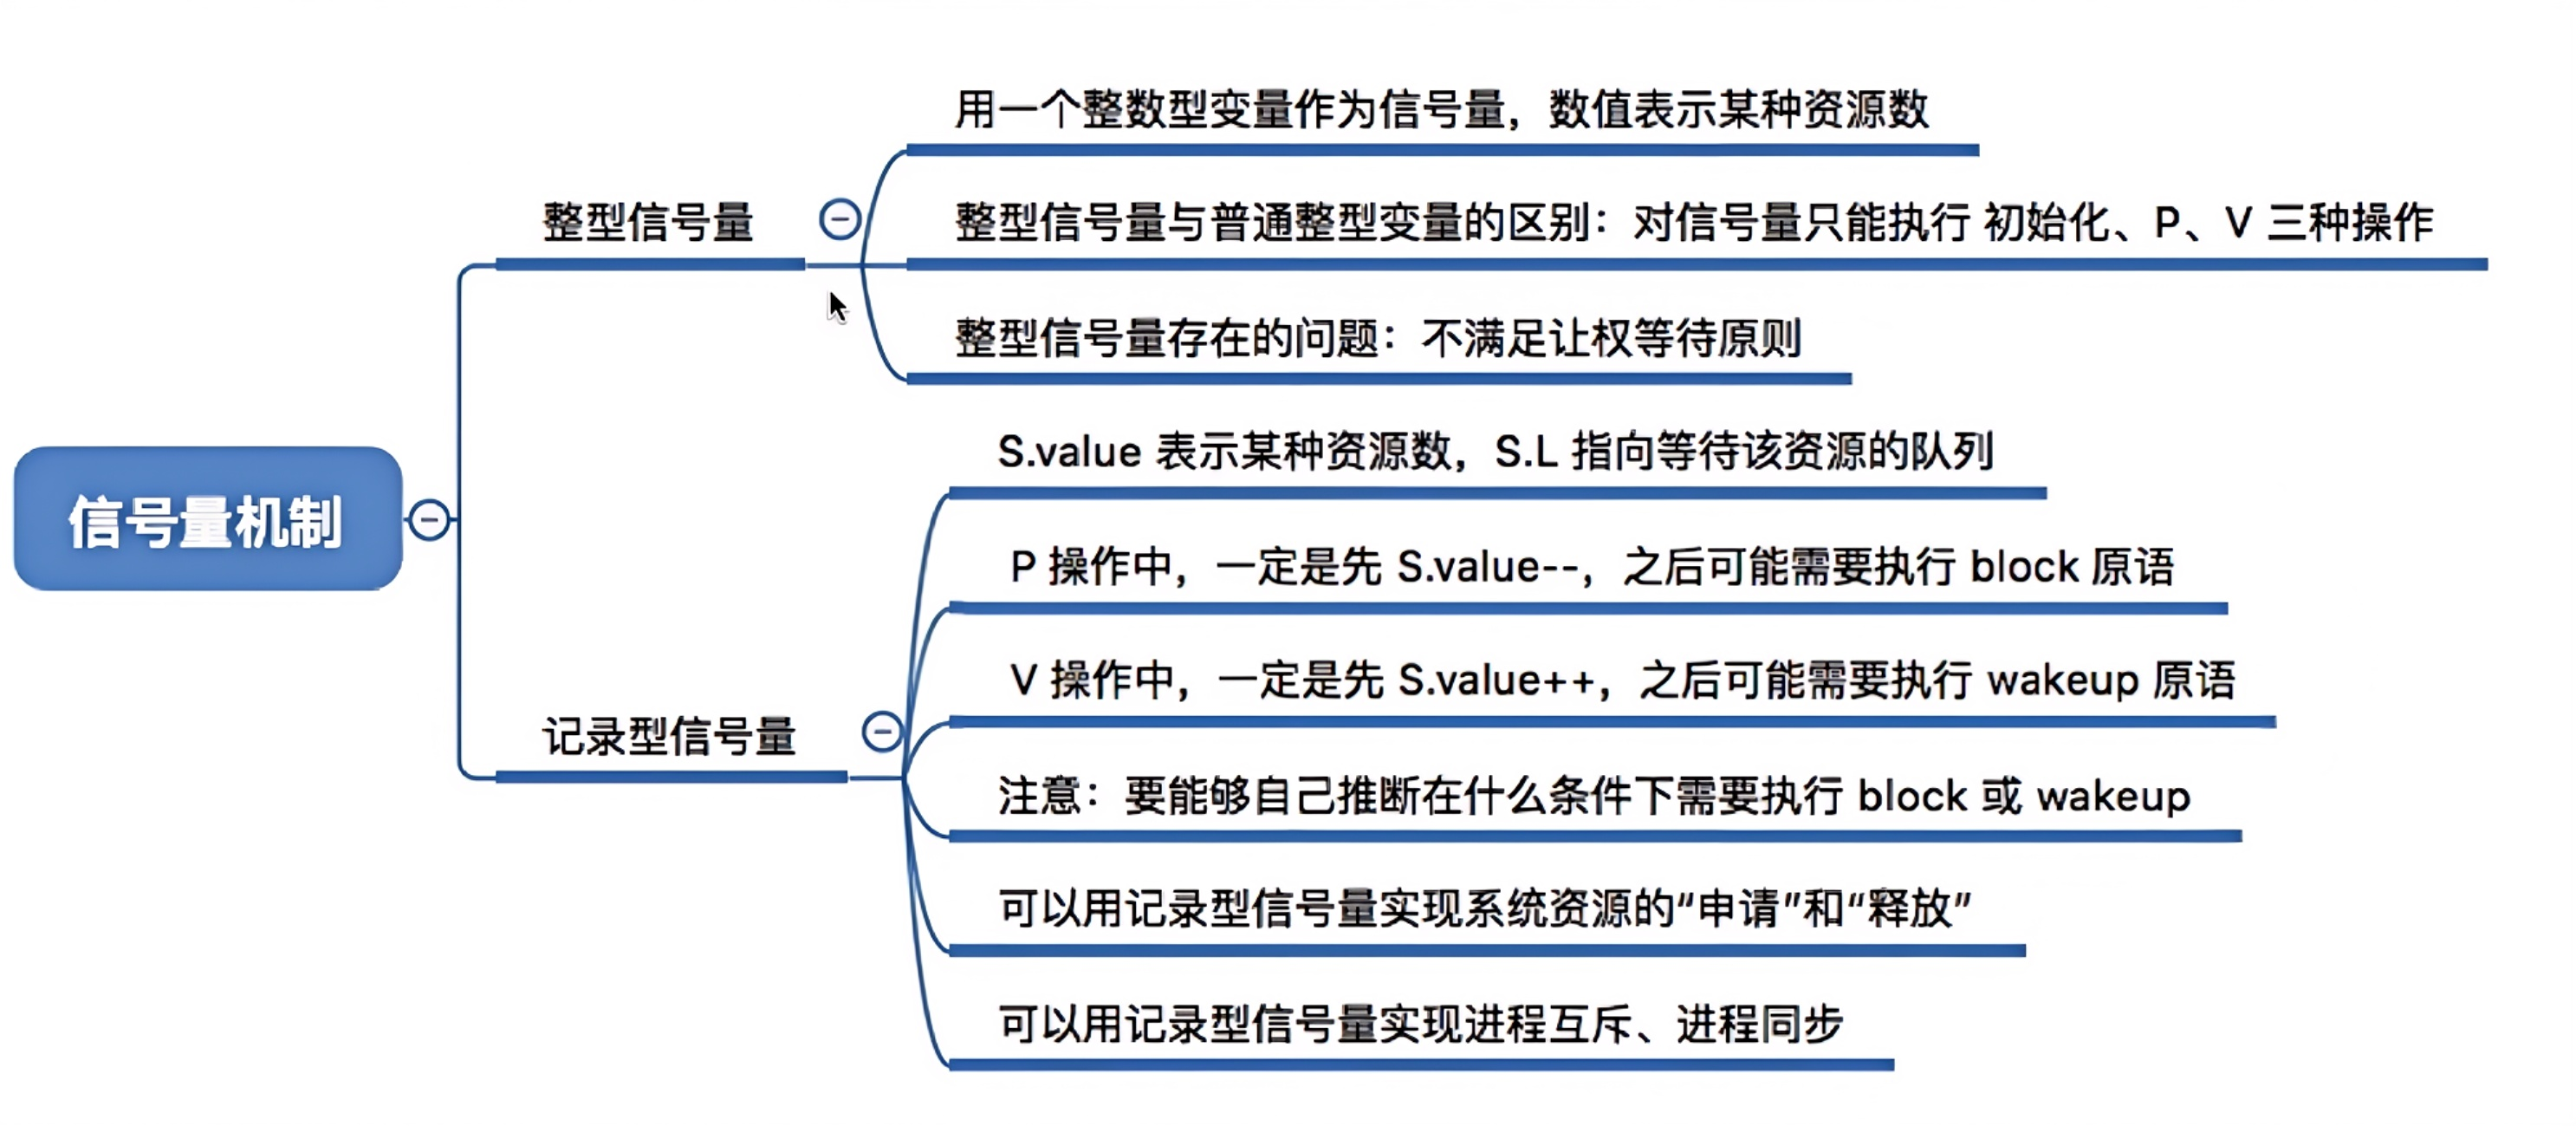 信号量机制
整型信号量
用一个整数型变量作为信号量，数值表示某种资源数
整型信号量与普通整型变量的区别：对信号量只能执行 初始化、P、V 三种操作
整型信号量存在的问题：不满足让权等待原则
记录型信号量
S.value 表示某种资源数，S.L 指向等待该资源的队列
P 操作中，一定是先 S.value--，之后可能需要执行 block 原语
V 操作中，一定是先 S.value++，之后可能需要执行 wakeup 原语
注意：要能够自己推断在什么条件下需要执行 block 或 wakeup
可以用记录型信号量实现系统资源的“申请”和“释放”
可以用记录型信号量实现进程互斥、进程同步